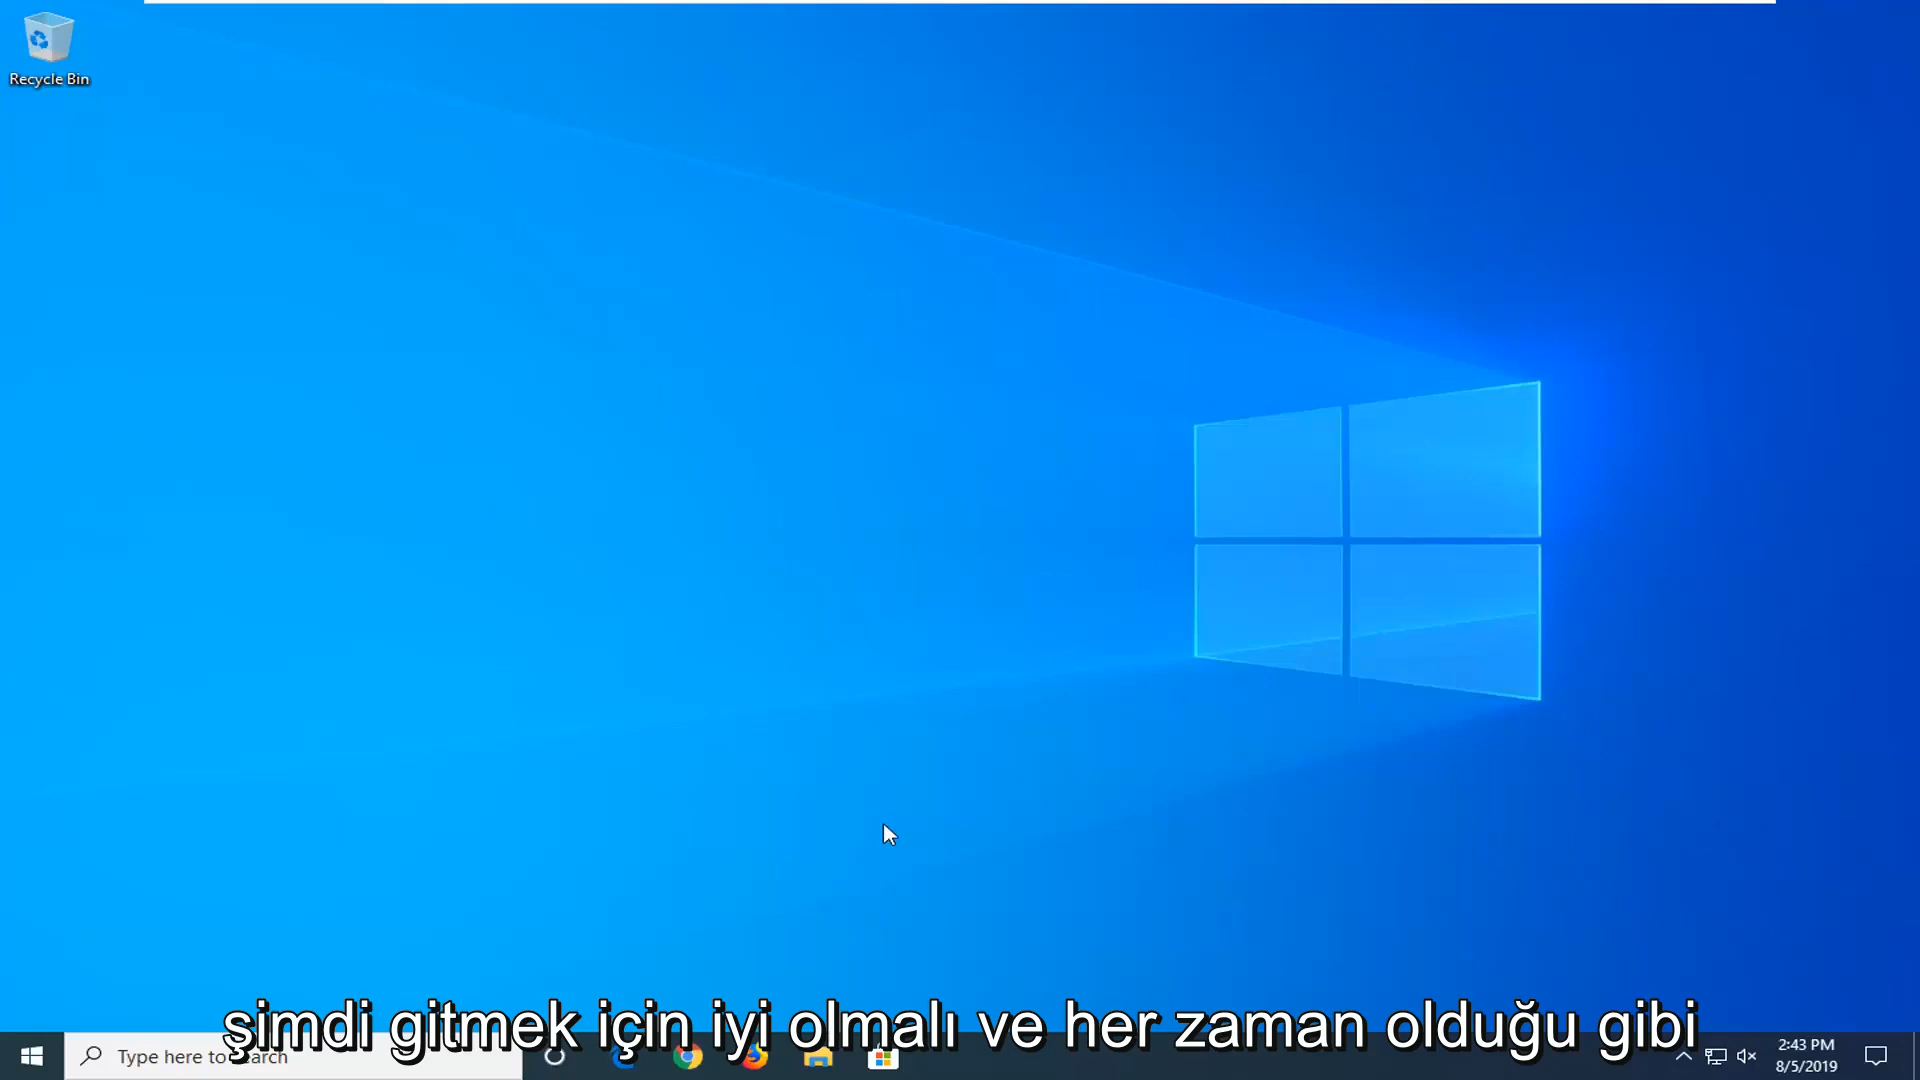 Recycle Bin
şimdi gitmek için iyi olmalı ve her zaman olduğu gibi
Type here to search
2:43 PM
8/5/2019